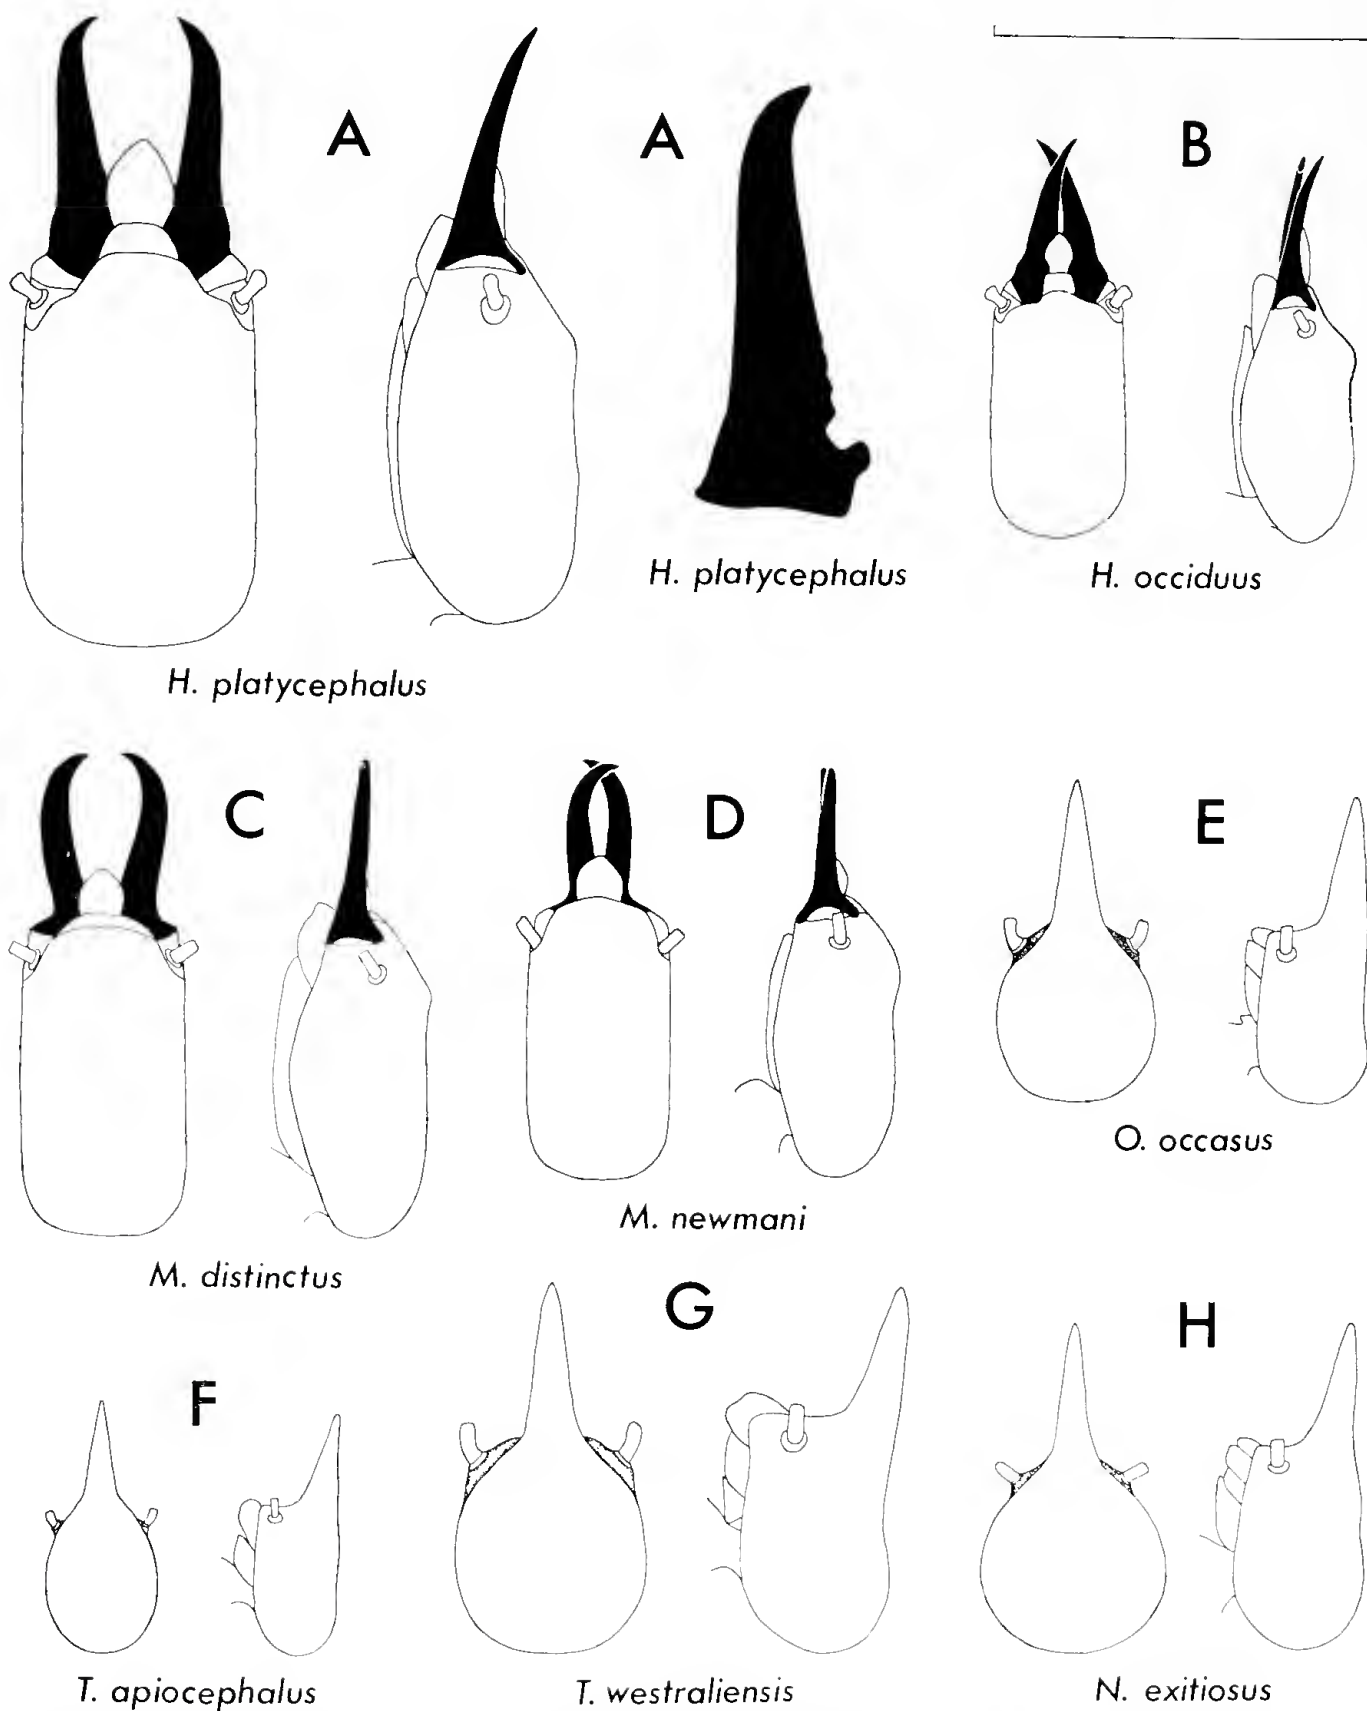 A
A
B
H. platycephalus
H. occiduus
H. platycephalus
C
D
E
O. occasus
M. newmani
M. distinctus
G
H
F
T. apiocephalus
T. westraliensis
N. exitiosus